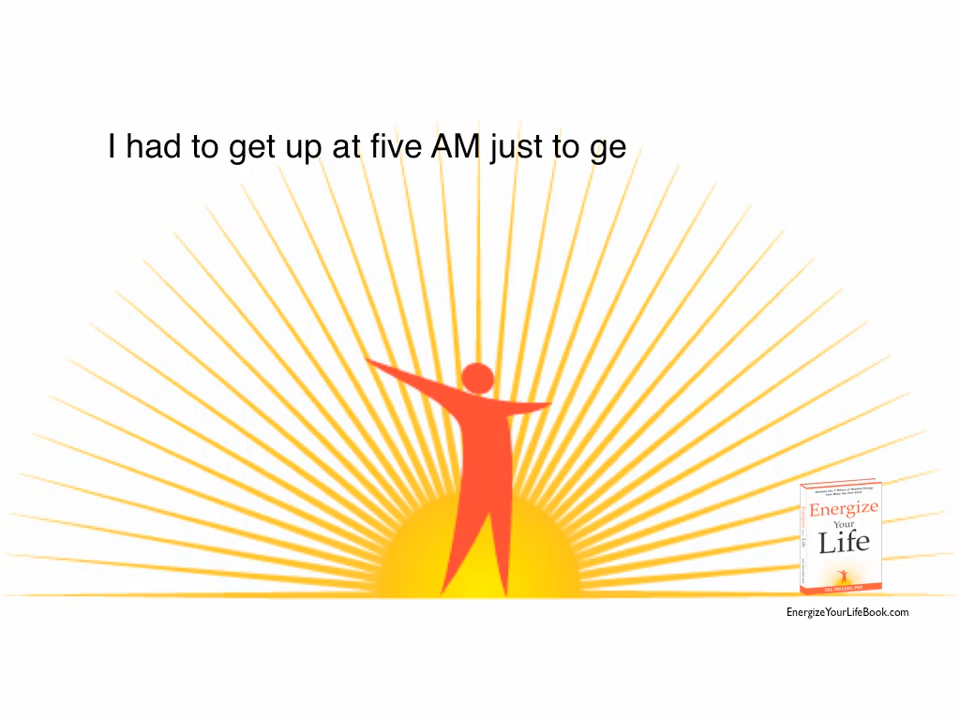 I had to get up at five AM just to ge
Energize
Your
Life
EnergizeYourLifeBook.com